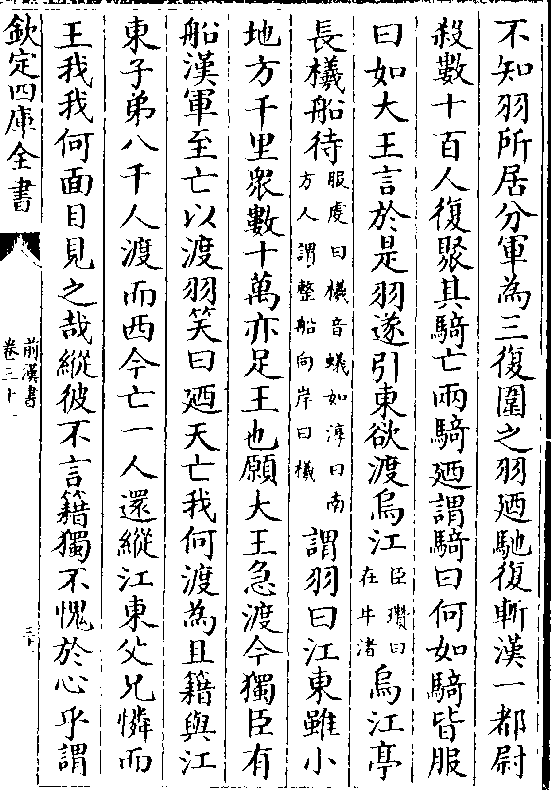 不知羽所居分軍為三復圍之羽廼馳復斬漢一都尉
殺數十百人復聚其騎亡兩騎廼謂騎曰何如騎皆服
曰如大王言於是羽遂引東欲渡烏江臣瓚曰在牛渚烏江亭
長檥船待服虔曰檥音蟻如淳曰南方人謂整船向岸曰檥謂羽曰江東雖小
地方千里衆數十萬亦足王也願大王急渡今獨臣有
船漢軍至亡以渡羽笑曰廼天亡我何渡為且籍與江
東子弟八千人渡而西今亡一人還縱江東父兄憐而
王我我何面目見之哉縱彼不言籍獨不愧於心乎謂
欽定四庫全書
前漢書
卷三十一
三十